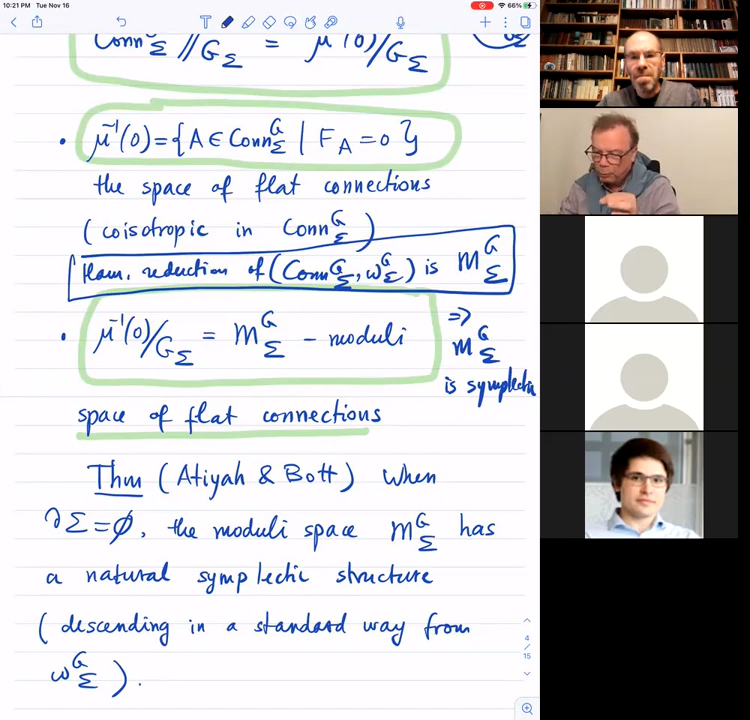 10:21 PM Tue Nov 16
66%
Conn^G_Σ // G_Σ = μ^{-1}(0)/G_Σ
• μ^{-1}(0) = { A ∈ Conn^G_Σ | F_A = 0 }
the space of flat connections
( coisotropic in Conn^G_Σ )
Ham. reduction of (Conn^G_Σ, ω^G_Σ) is M^G_Σ
• μ^{-1}(0)/G_Σ = M^G_Σ – moduli
⇒
M^G_Σ
is symplectic
space of flat connections
Thm ( Atiyah & Bott ) when
∂Σ = ∅, the moduli space M^G_Σ has
a natural symplectic structure
( descending in a standard way from
ω^G_Σ ).
4
/
15